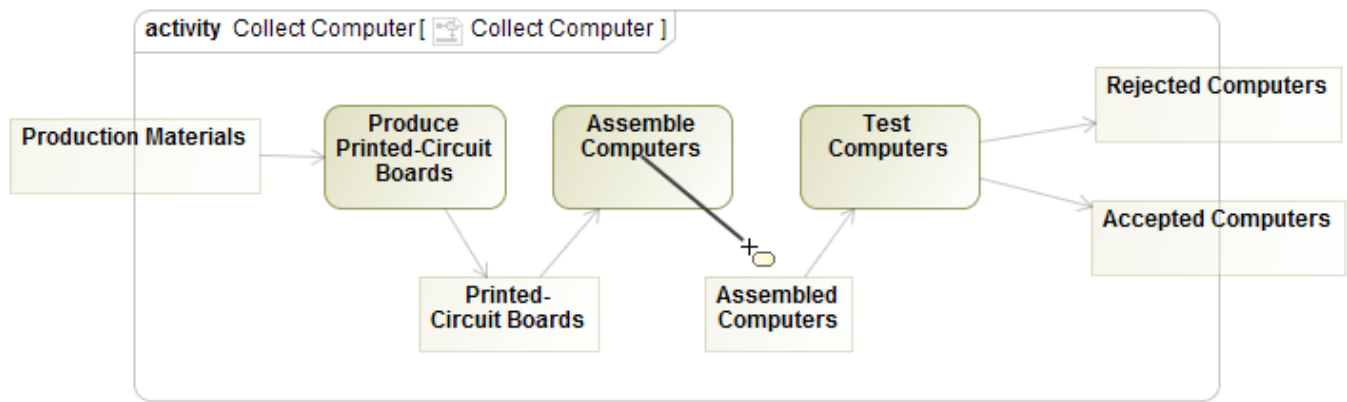 activity Collect Computer[ Collect Computer ]
Rejected Computers
Production Materials
Produce
Printed-Circuit
Boards
Assemble
Computers
Test
Computers
Accepted Computers
Printed-
Circuit Boards
Assembled
Computers